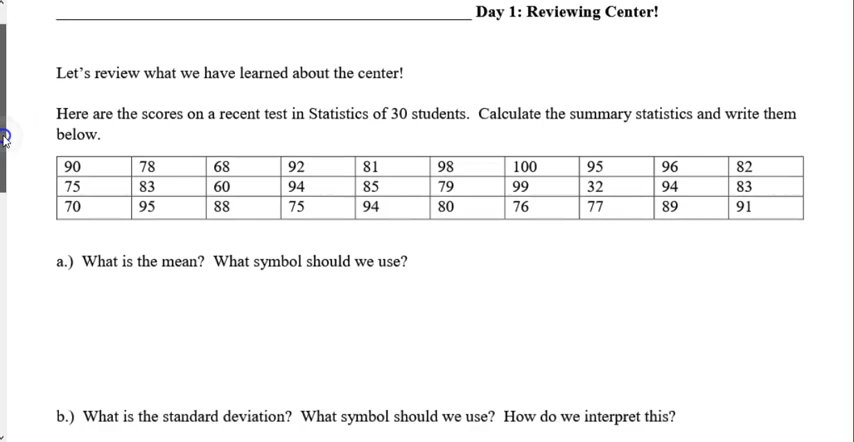 Day 1: Reviewing Center!
Let's review what we have learned about the center!
Here are the scores on a recent test in Statistics of 30 students.  Calculate the summary statistics and write them
below.
90 78 68 92 81 98 100 95 96 82
75 83 60 94 85 79 99 32 94 83
70 95 88 75 94 80 76 77 89 91
a.)  What is the mean?  What symbol should we use?
b.)  What is the standard deviation?  What symbol should we use?  How do we interpret this?